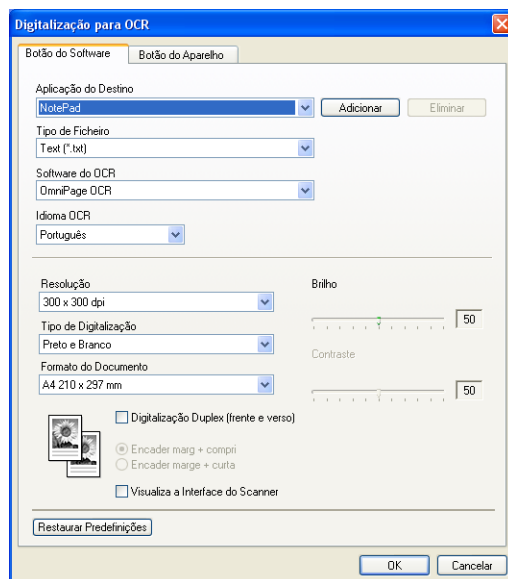 Digitalização para OCR
Botão do Software Botão do Aparelho
Aplicação do Destino
NotePad Adicionar Eliminar
Tipo de Ficheiro
Text (*.txt)
Software do OCR
OmniPage OCR
Idioma OCR
Português
Resolução Brilho
300 x 300 dpi
50
Tipo de Digitalização
Preto e Branco
Contraste
Formato do Documento
A4 210 x 297 mm 50
Digitalização Duplex (frente e verso)
Encader marg + compri
Encader marge + curta
Visualiza a Interface do Scanner
Restaurar Predefinições
OK Cancelar